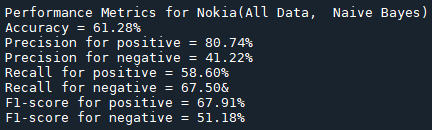 Performance Metrics for Nokia(All Data,  Naive Bayes)
Accuracy = 61.28%
Precision for positive = 80.74%
Precision for negative = 41.22%
Recall for positive = 58.60%
Recall for negative = 67.50&
F1-score for positive = 67.91%
F1-score for negative = 51.18%